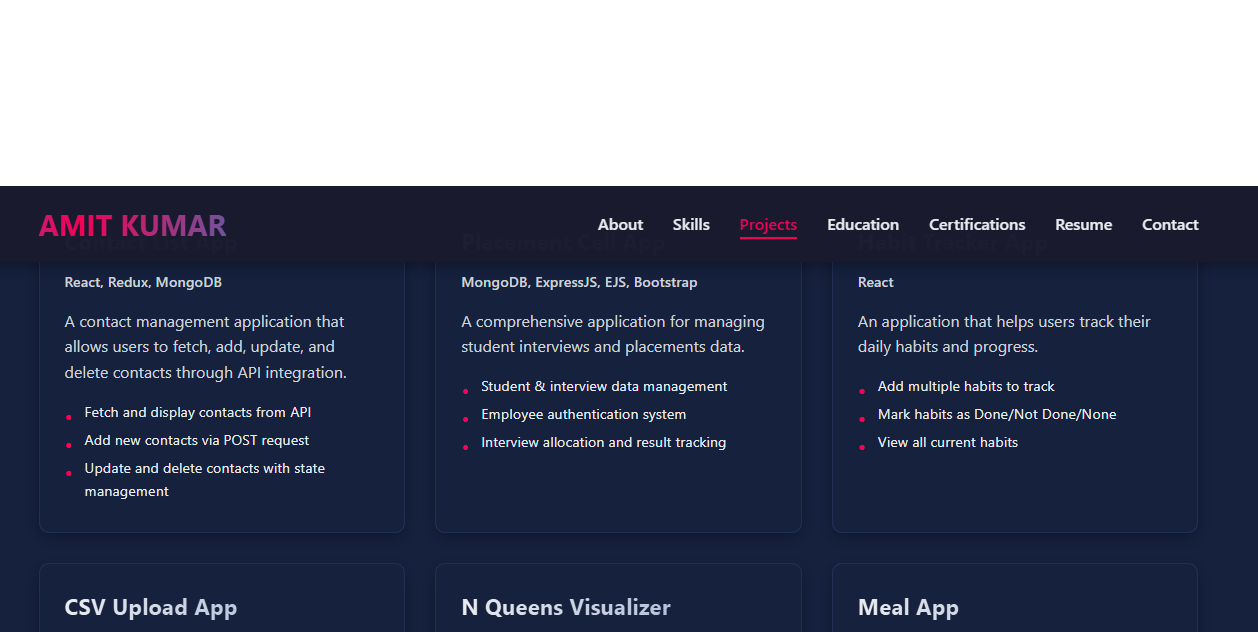 AMIT KUMAR
About Skills Projects Education Certifications Resume Contact
Contact List App
Placement Cell App
Habit Tracker App
React, Redux, MongoDB
A contact management application that
allows users to fetch, add, update, and
delete contacts through API integration.
Fetch and display contacts from API
Add new contacts via POST request
Update and delete contacts with state
management
MongoDB, ExpressJS, EJS, Bootstrap
A comprehensive application for managing
student interviews and placements data.
Student & interview data management
Employee authentication system
Interview allocation and result tracking
React
An application that helps users track their
daily habits and progress.
Add multiple habits to track
Mark habits as Done/Not Done/None
View all current habits
CSV Upload App
N Queens Visualizer
Meal App